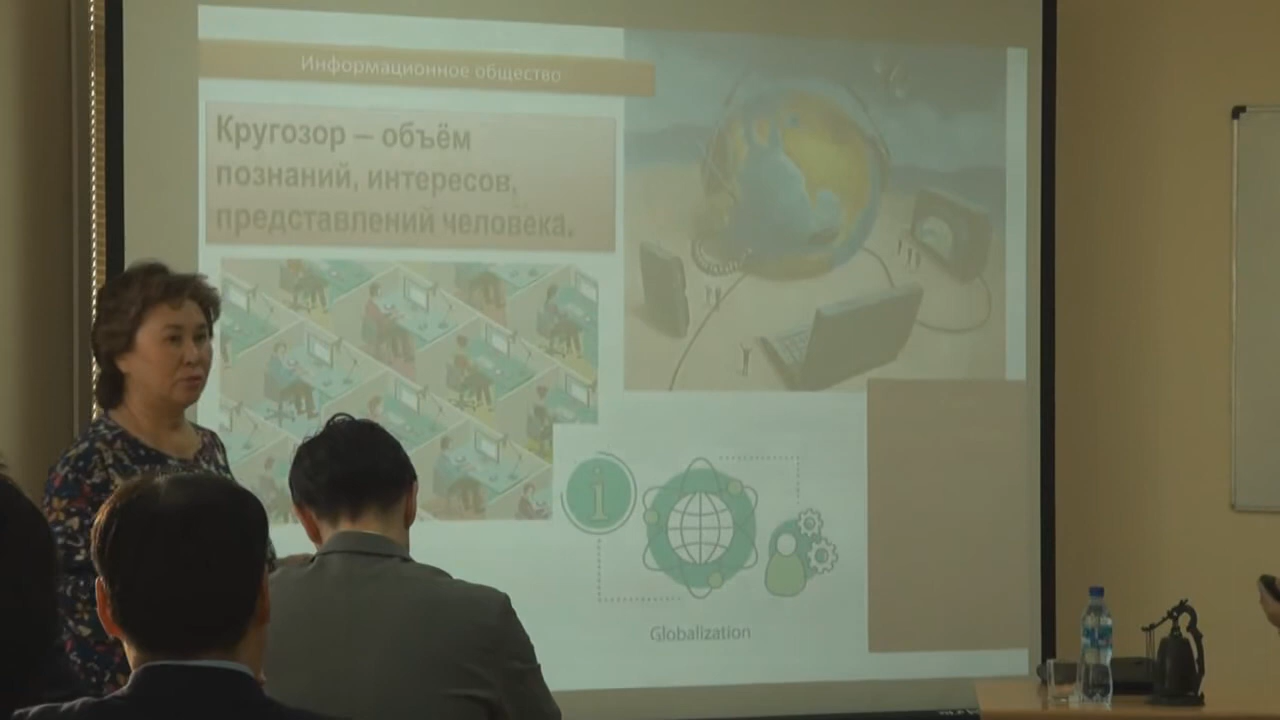 Информационное общество
Кругозор – объём
познаний, интересов,
представлений человека.
i
Globalization